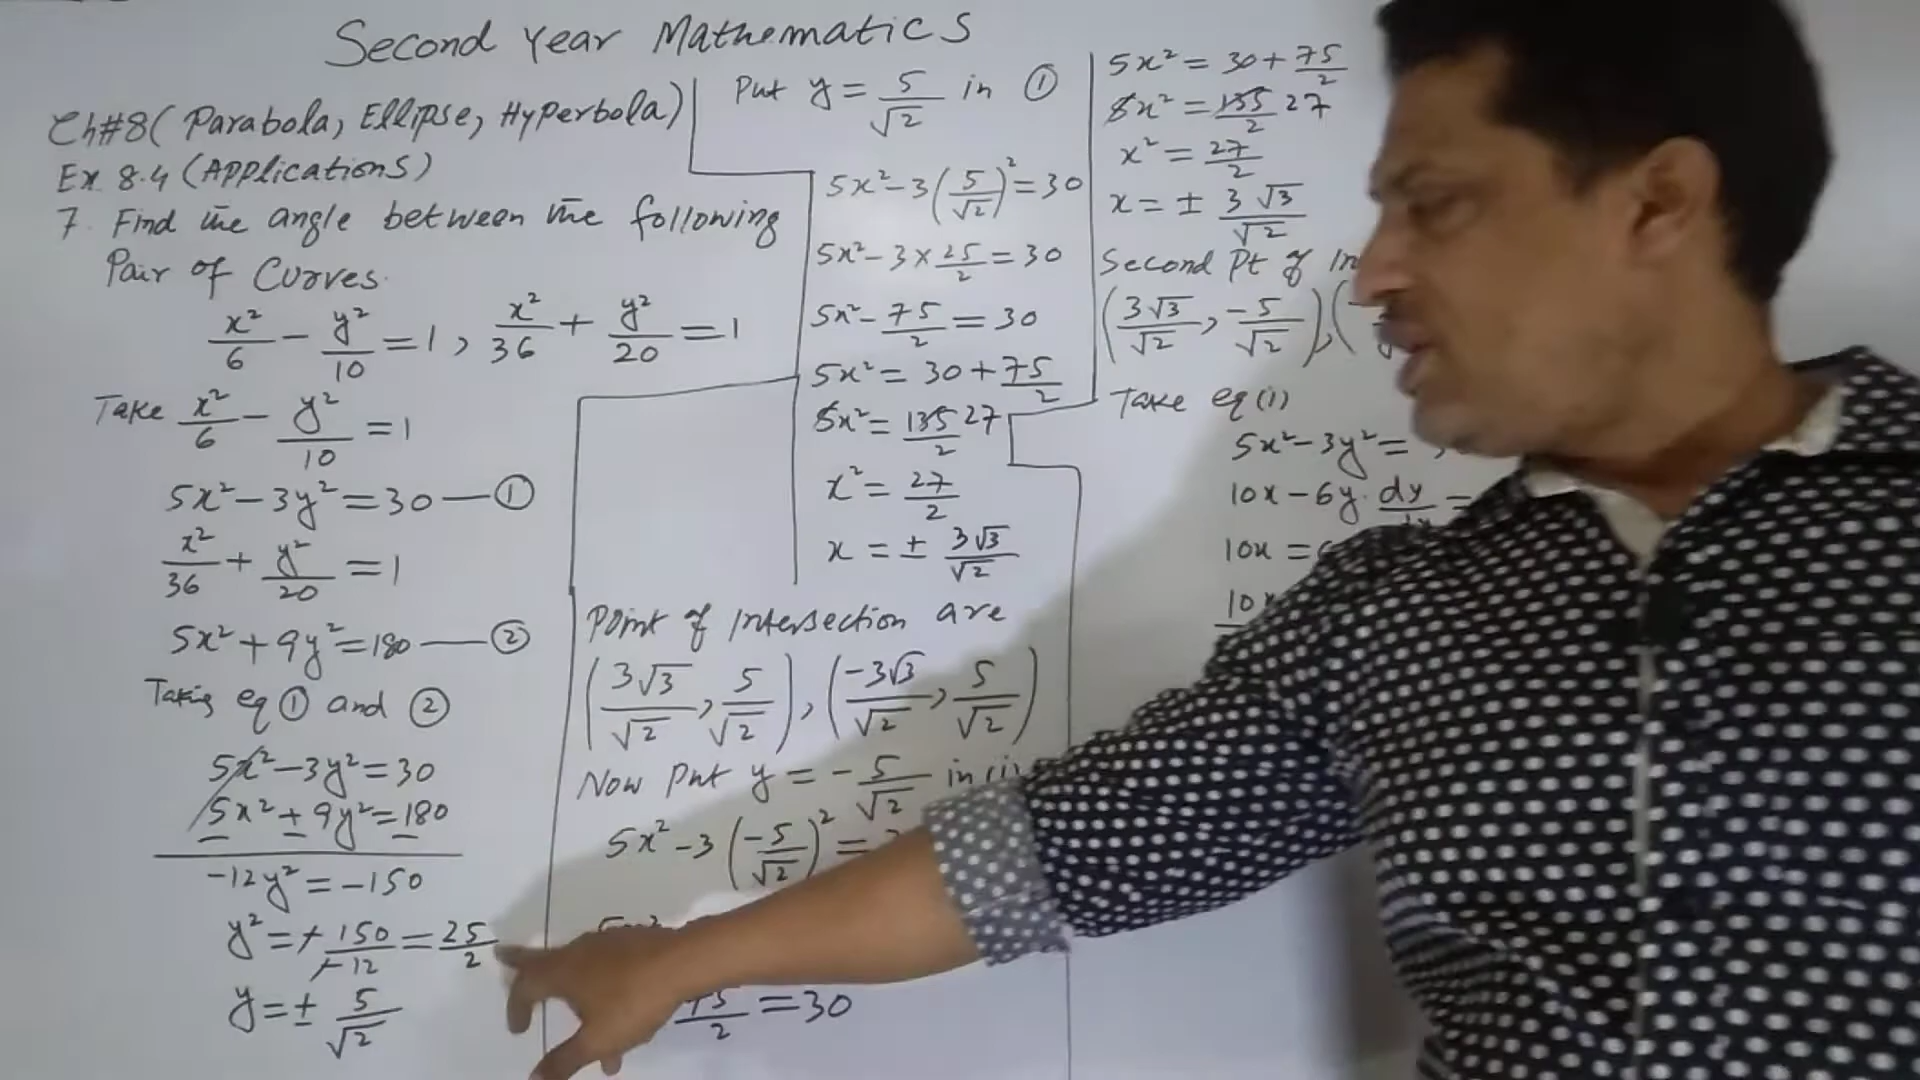 Second Year Mathematics
Ch#8(Parabola, Ellipse, Hyperbola)
Ex 8.4 (Applications)
7. Find the angle between the following
Pair of Curves.
x²/6 - y²/10 = 1, x²/36 + y²/20 = 1
Take x²/6 - y²/10 = 1
5x² - 3y² = 30 — ①
x²/36 + y²/20 = 1
5x² + 9y² = 180 — ②
Taking eq ① and ②
5x² - 3y² = 30
5x² ± 9y² = 180
-12y² = -150
y² = + 150/-12 = 25/2
y = ± 5/√2
Put y = 5/√2 in ①
5x² - 3(5/√2)² = 30
5x² - 3 × 25/2 = 30
5x² - 75/2 = 30
5x² = 30 + 75/2
5x² = 135/2 27
x² = 27/2
x = ± 3√3/√2
Point of intersection are
(3√3/√2, 5/√2), (-3√3/√2, 5/√2)
Now Put y = - 5/√2 in (i)
5x² - 3(-5/√2)² =
75/2 = 30
5x² = 30 + 75/2
5x² = 135/2 27
x² = 27/2
x = ± 3√3/√2
Second Pt of
(3√3/√2, -5/√2), (
Take eq (1)
5x² - 3y² =
10x - 6y. dy/dx =
10x =
10x